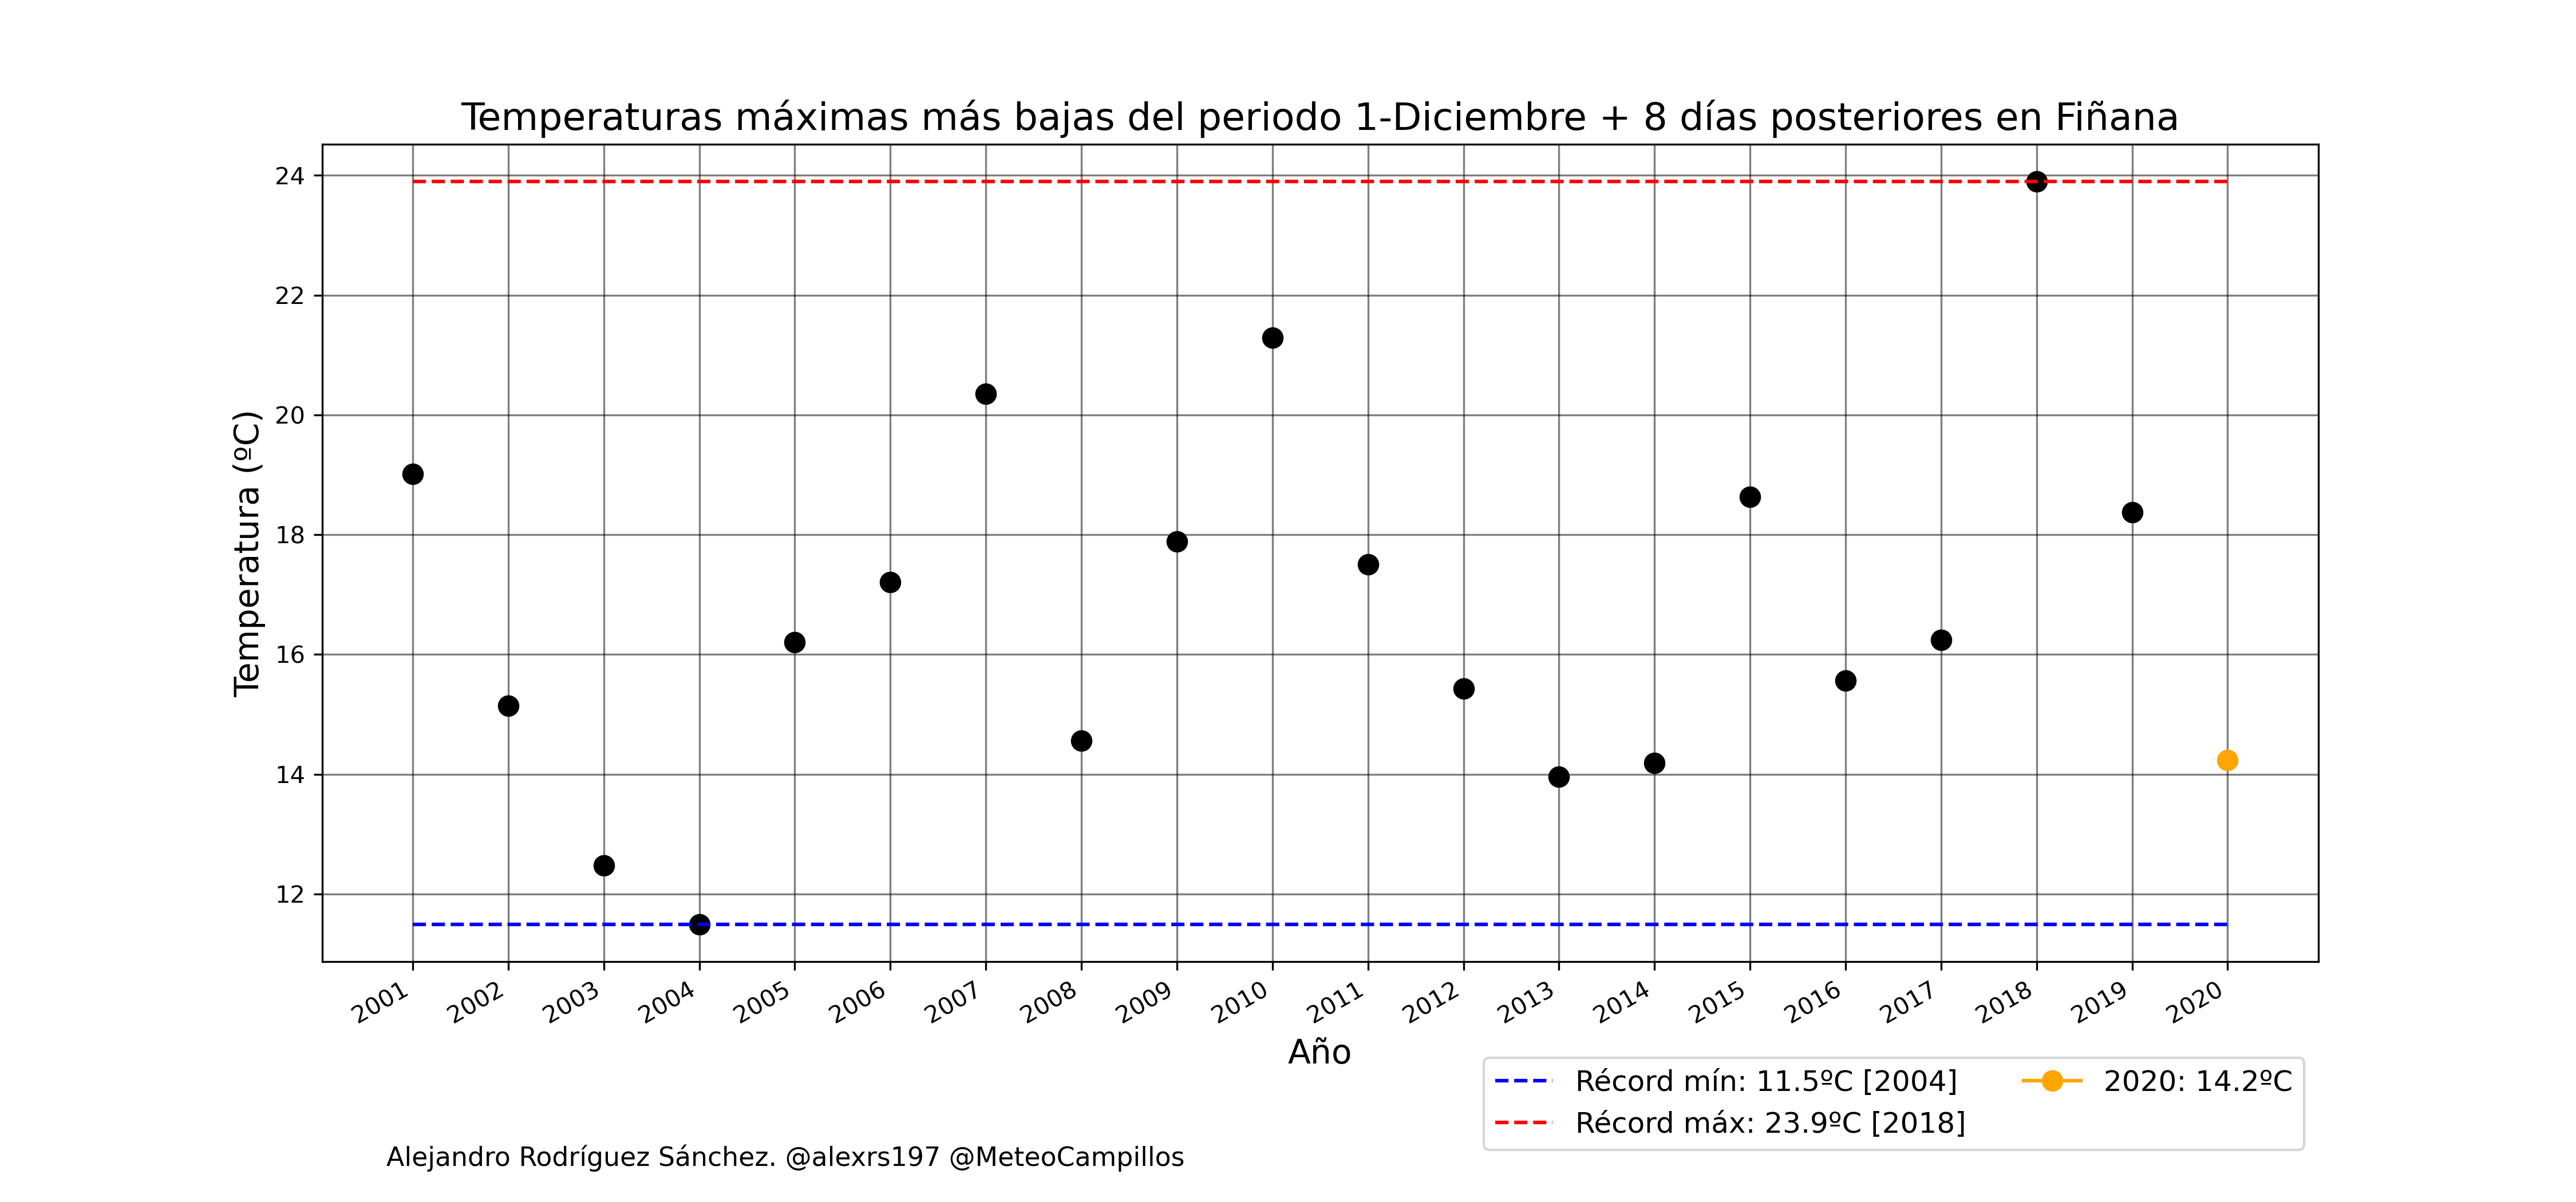 Temperaturas máximas más bajas del periodo 1-Diciembre + 8 días posteriores en Fiñana
Temperatura (ºC)
24
22
20
18
16
14
12
2001 2002 2003 2004 2005 2006 2007 2008 2009 2010 2011 2012 2013 2014 2015 2016 2017 2018 2019 2020
Año
Récord mín: 11.5ºC [2004]
Récord máx: 23.9ºC [2018]
2020: 14.2ºC
Alejandro Rodríguez Sánchez. @alexrs197 @MeteoCampillos